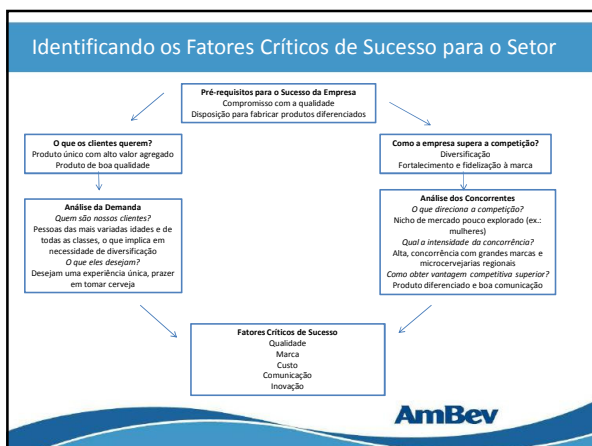 Identificando os Fatores Críticos de Sucesso para o Setor
Pré-requisitos para o Sucesso da Empresa
Compromisso com a qualidade
Disposição para fabricar produtos diferenciados
O que os clientes querem?
Produto único com alto valor agregado
Produto de boa qualidade
Como a empresa supera a competição?
Diversificação
Fortalecimento e fidelização à marca
Análise da Demanda
Quem são nossos clientes?
Pessoas das mais variadas idades e de
todas as classes, o que implica em
necessidade de diversificação
O que eles desejam?
Desejam uma experiência única, prazer
em tomar cerveja
Análise dos Concorrentes
O que direciona a competição?
Nicho de mercado pouco explorado (ex.:
mulheres)
Qual a intensidade da concorrência?
Alta, concorrência com grandes marcas e
microcervejarias regionais
Como obter vantagem competitiva superior?
Produto diferenciado e boa comunicação
Fatores Críticos de Sucesso
Qualidade
Marca
Custo
Comunicação
Inovação
AmBev